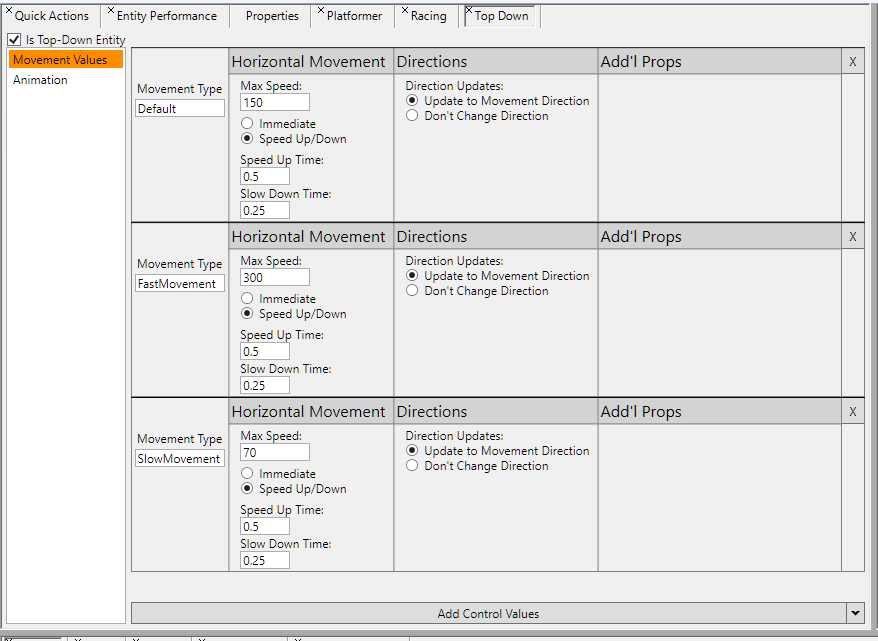 Quick Actions Entity Performance Properties Platformer Racing Top Down
Is Top-Down Entity
Movement Values
Animation
Horizontal Movement Directions Add'l Props X
Movement Type
Default
Max Speed:
150
Immediate
Speed Up/Down
Speed Up Time:
0.5
Slow Down Time:
0.25
Direction Updates:
Update to Movement Direction
Don't Change Direction
Horizontal Movement Directions Add'l Props X
Movement Type
FastMovement
Max Speed:
300
Immediate
Speed Up/Down
Speed Up Time:
0.5
Slow Down Time:
0.25
Direction Updates:
Update to Movement Direction
Don't Change Direction
Horizontal Movement Directions Add'l Props X
Movement Type
SlowMovement
Max Speed:
70
Immediate
Speed Up/Down
Speed Up Time:
0.5
Slow Down Time:
0.25
Direction Updates:
Update to Movement Direction
Don't Change Direction
Add Control Values